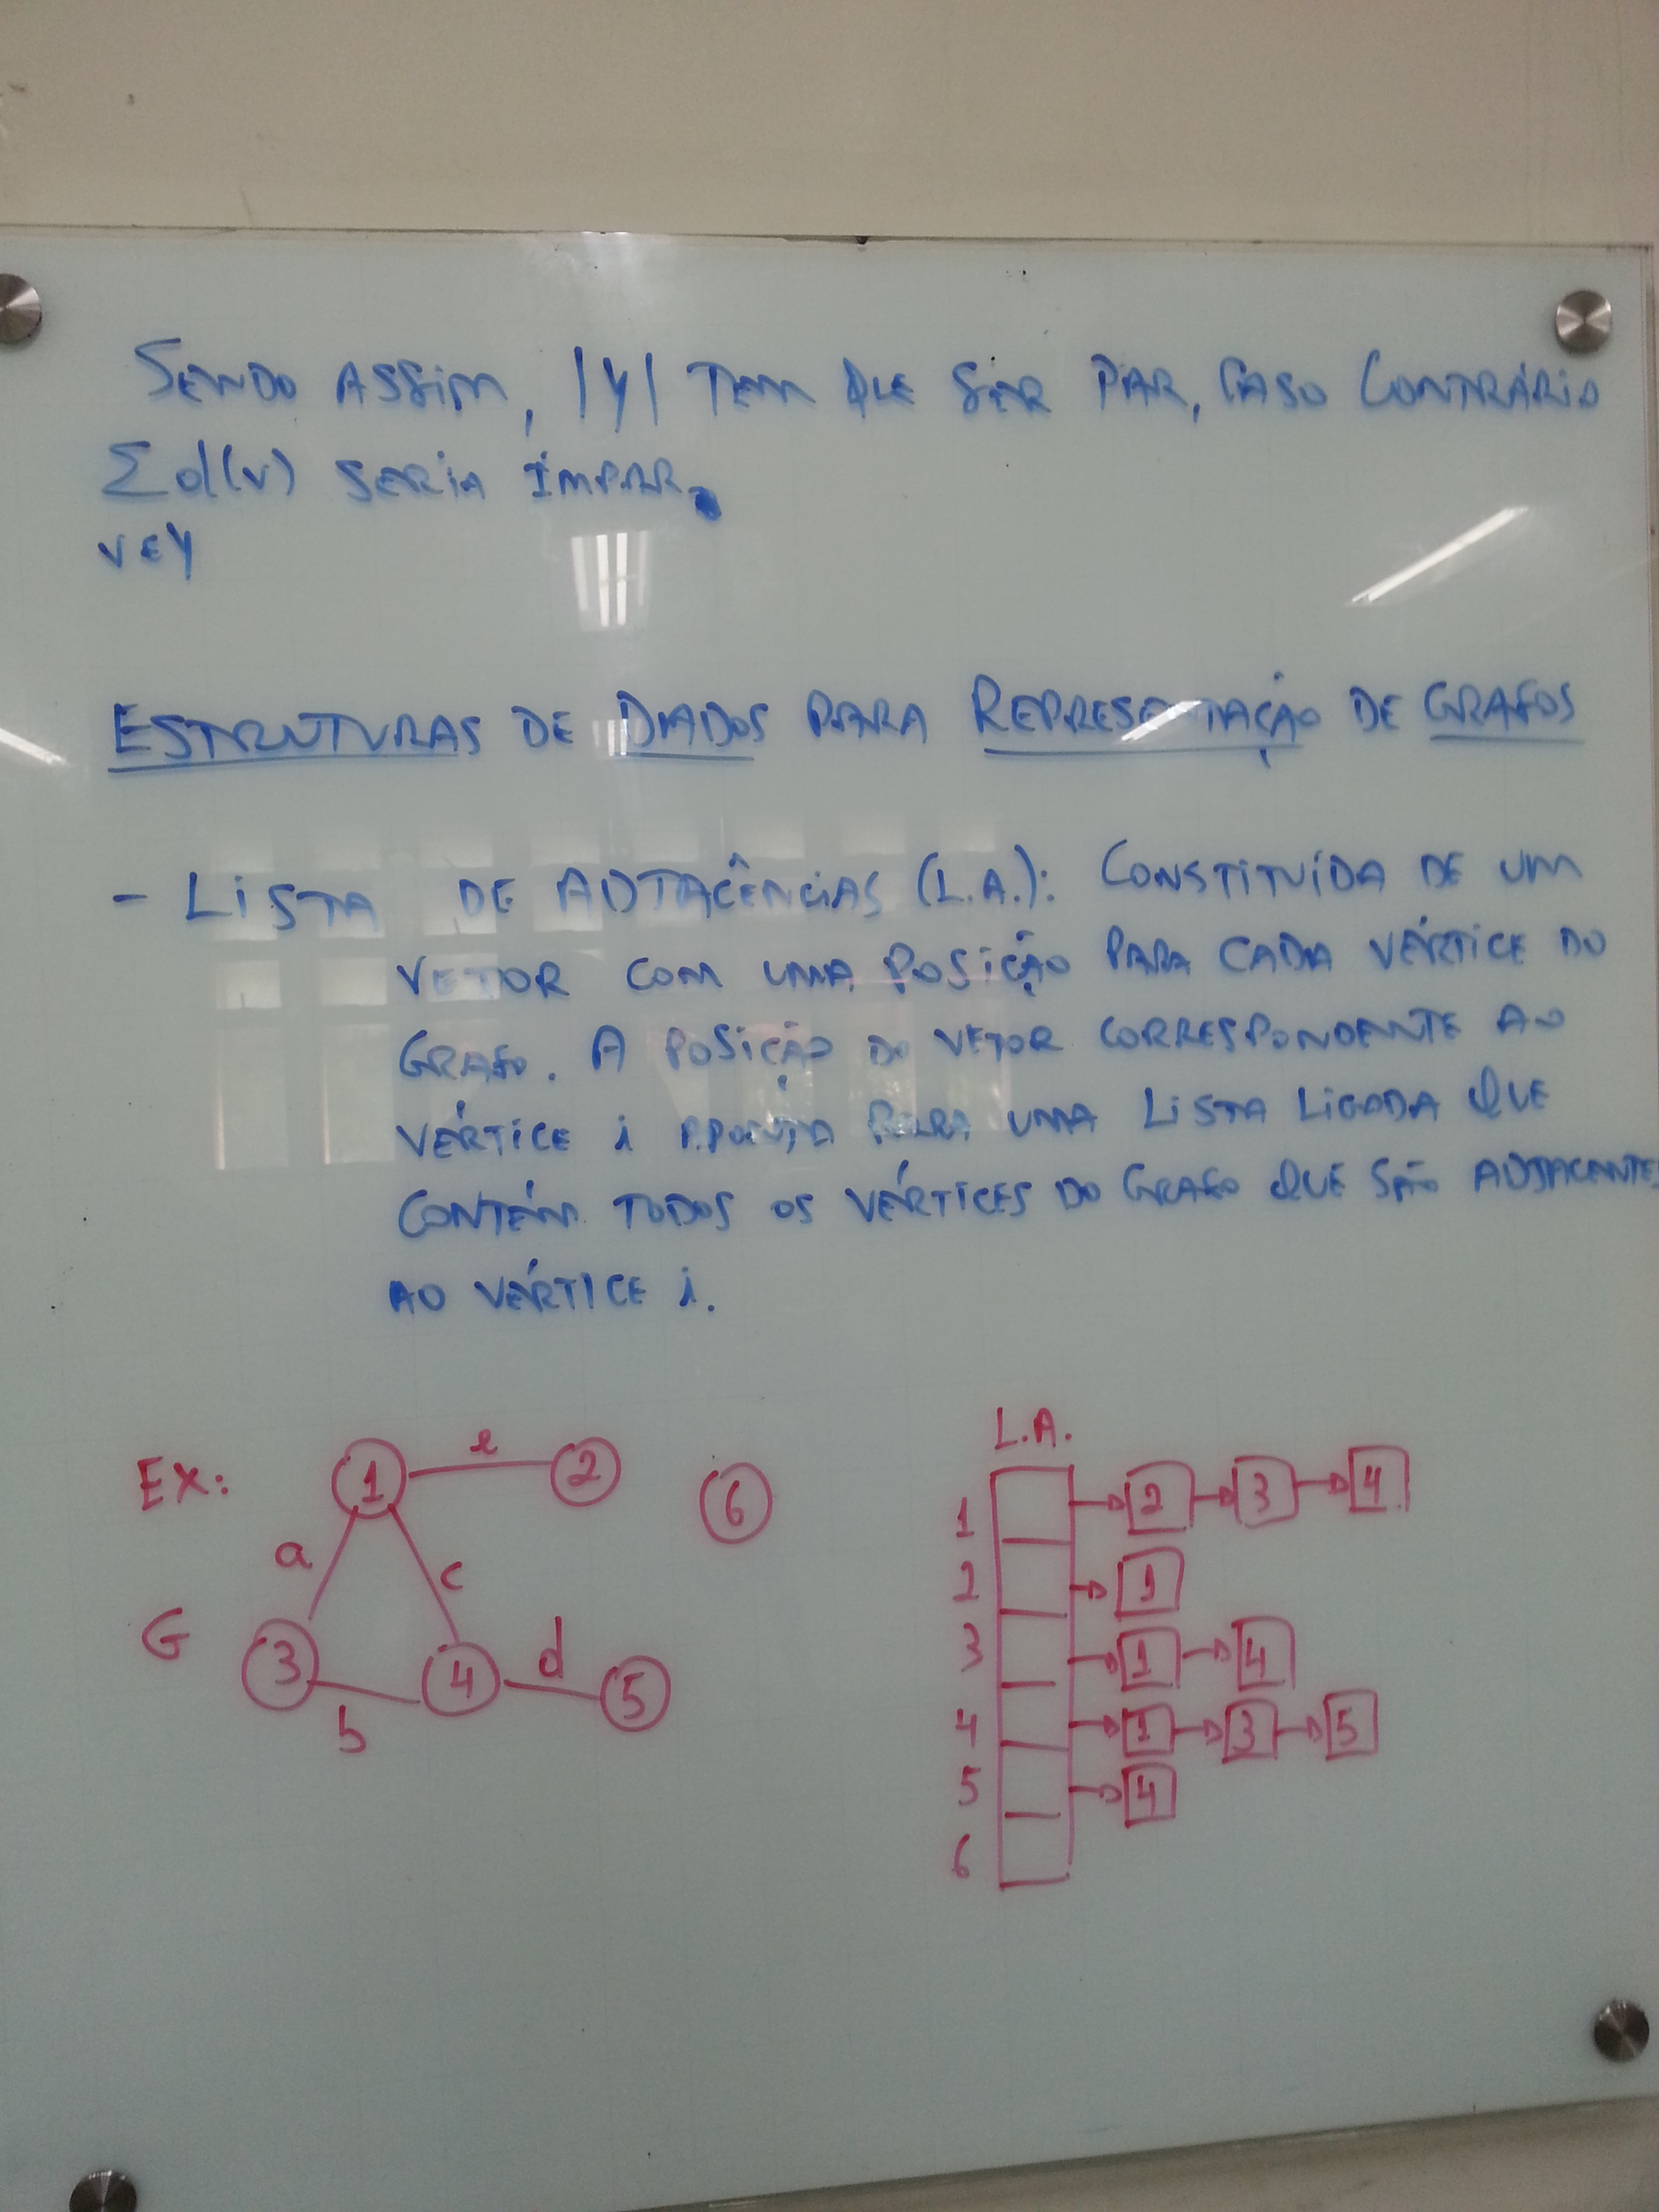 SENDO ASSIM, |Y| TEM QUE SER PAR, CASO CONTRÁRIO
Σd(v) SERIA ÍMPAR.
v∈Y
ESTRUTURAS DE DADOS PARA REPRESENTAÇÃO DE GRAFOS
- LISTA DE ADJACÊNCIAS (L.A.): CONSTITUÍDA DE UM
VETOR COM UMA POSIÇÃO PARA CADA VÉRTICE DO
GRAFO. A POSIÇÃO DO VETOR CORRESPONDENTE AO
VÉRTICE i APONTA PARA UMA LISTA LIGADA QUE
CONTÉM TODOS OS VÉRTICES DO GRAFO QUE SÃO ADJACENTES
AO VÉRTICE i.
EX:
G
1 e 2 6
a c
3 b 4 d 5
L.A.
1 → 2 → 3 → 4
2 → 1
3 → 1 → 4
4 → 1 → 3 → 5
5 → 4
6